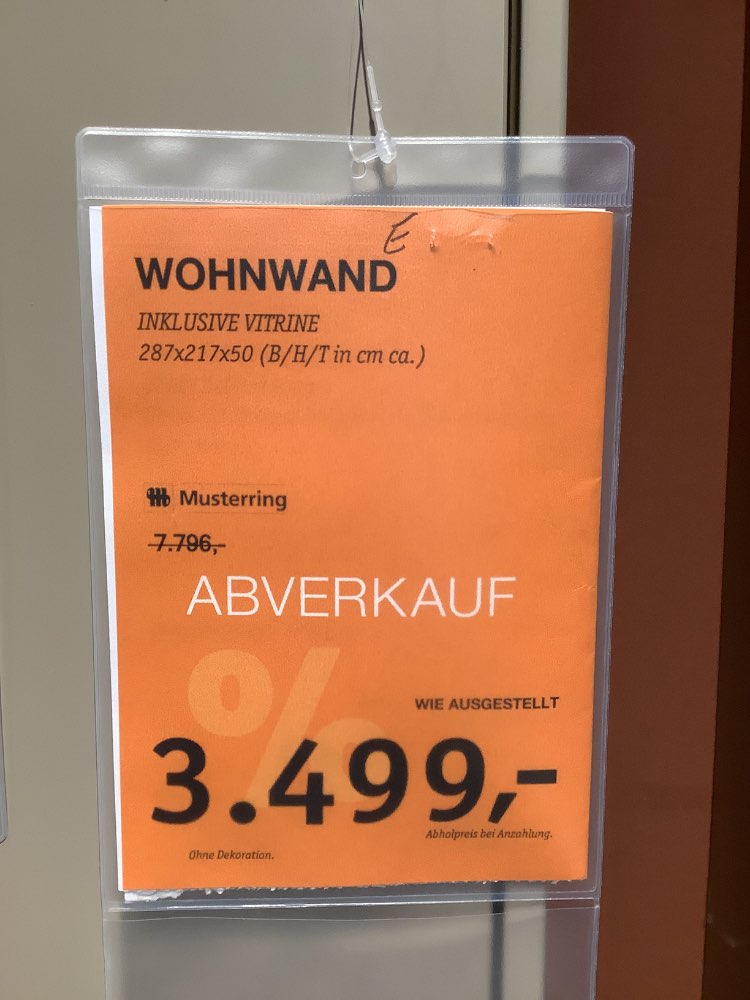 E
WOHNWAND
INKLUSIVE VITRINE
287x217x50 (B/H/T in cm ca.)
Musterring
7.796,-
ABVERKAUF
%
WIE AUSGESTELLT
3.499,-
Abholpreis bei Anzahlung.
Ohne Dekoration.